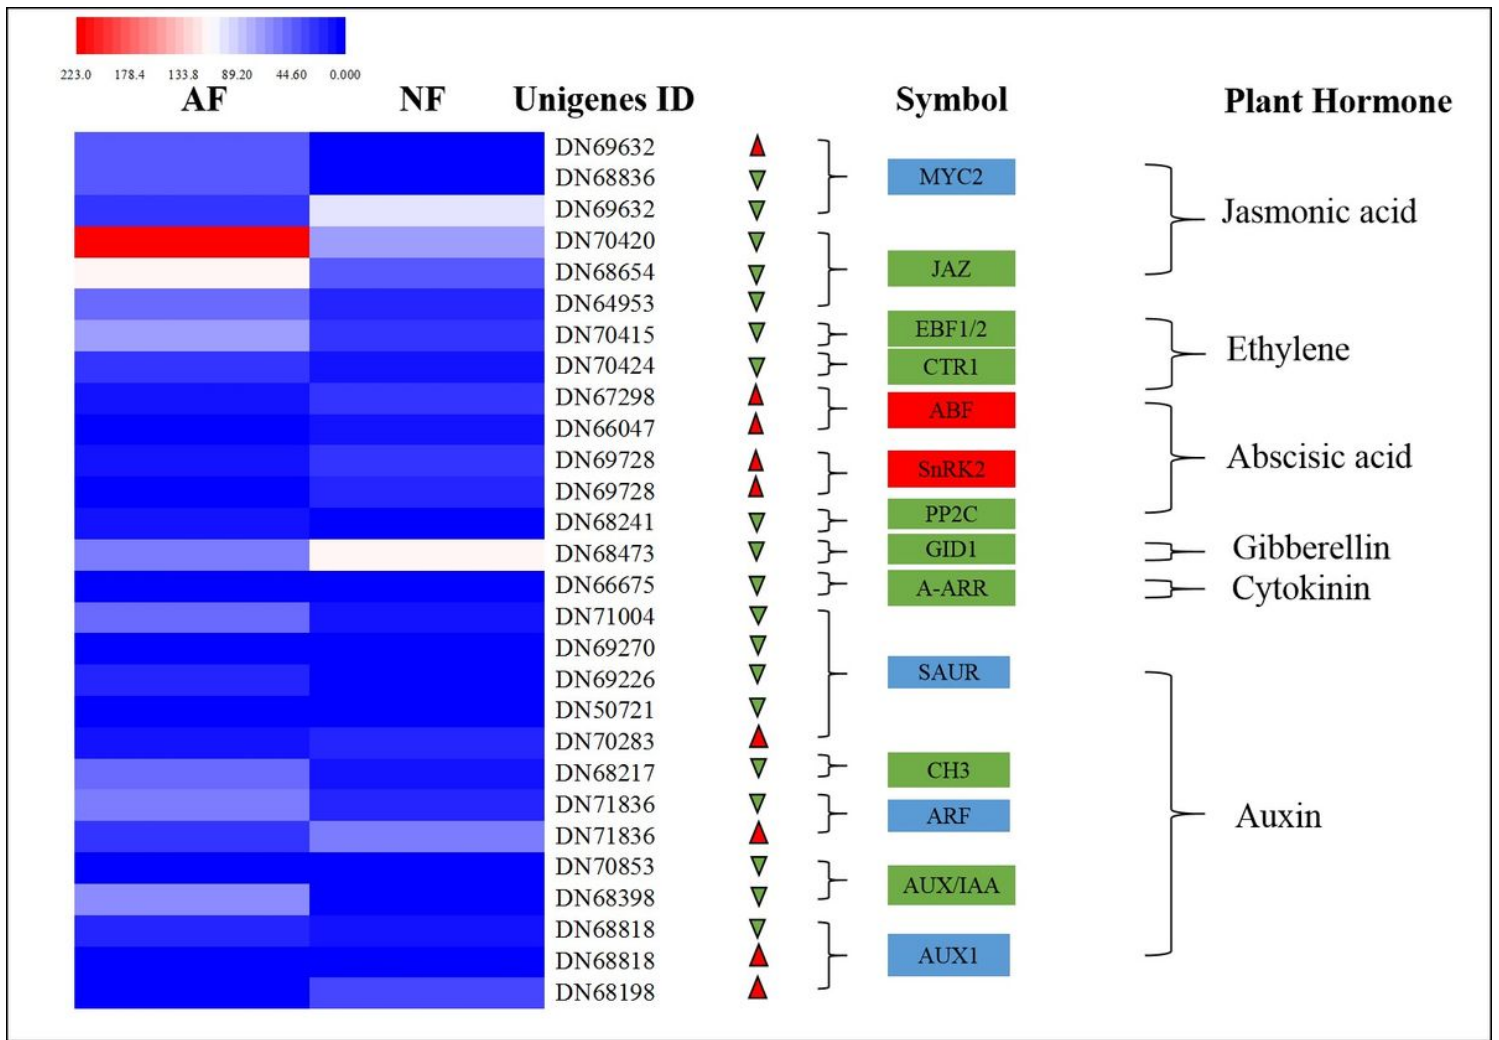 223.0 178.4 133.8 89.20 44.60 0.000
AF NF Unigenes ID Symbol Plant Hormone
DN69632
DN68836
DN69632
DN70420
DN68654
DN64953
DN70415
DN70424
DN67298
DN66047
DN69728
DN69728
DN68241
DN68473
DN66675
DN71004
DN69270
DN69226
DN50721
DN70283
DN68217
DN71836
DN71836
DN70853
DN68398
DN68818
DN68818
DN68198
MYC2
JAZ
EBF1/2
CTR1
ABF
SnRK2
PP2C
GID1
A-ARR
SAUR
CH3
ARF
AUX/IAA
AUX1
Jasmonic acid
Ethylene
Abscisic acid
Gibberellin
Cytokinin
Auxin